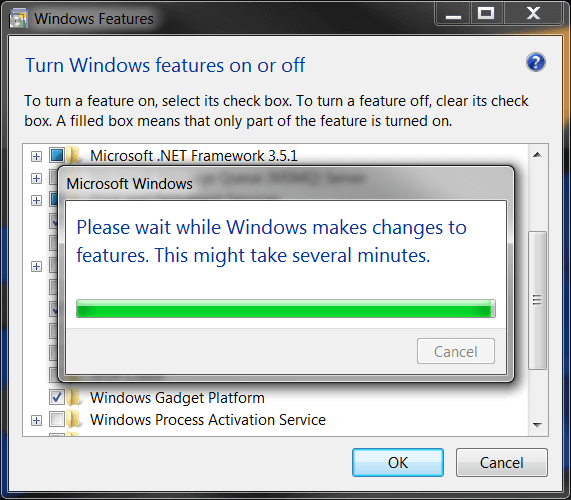 Windows Features
Turn Windows features on or off
To turn a feature on, select its check box. To turn a feature off, clear its check
box. A filled box means that only part of the feature is turned on.
Microsoft .NET Framework 3.5.1
Queue (MSMQ) Server
Microsoft Windows
Please wait while Windows makes changes to
features. This might take several minutes.
Cancel
Windows Gadget Platform
Windows Process Activation Service
OK
Cancel